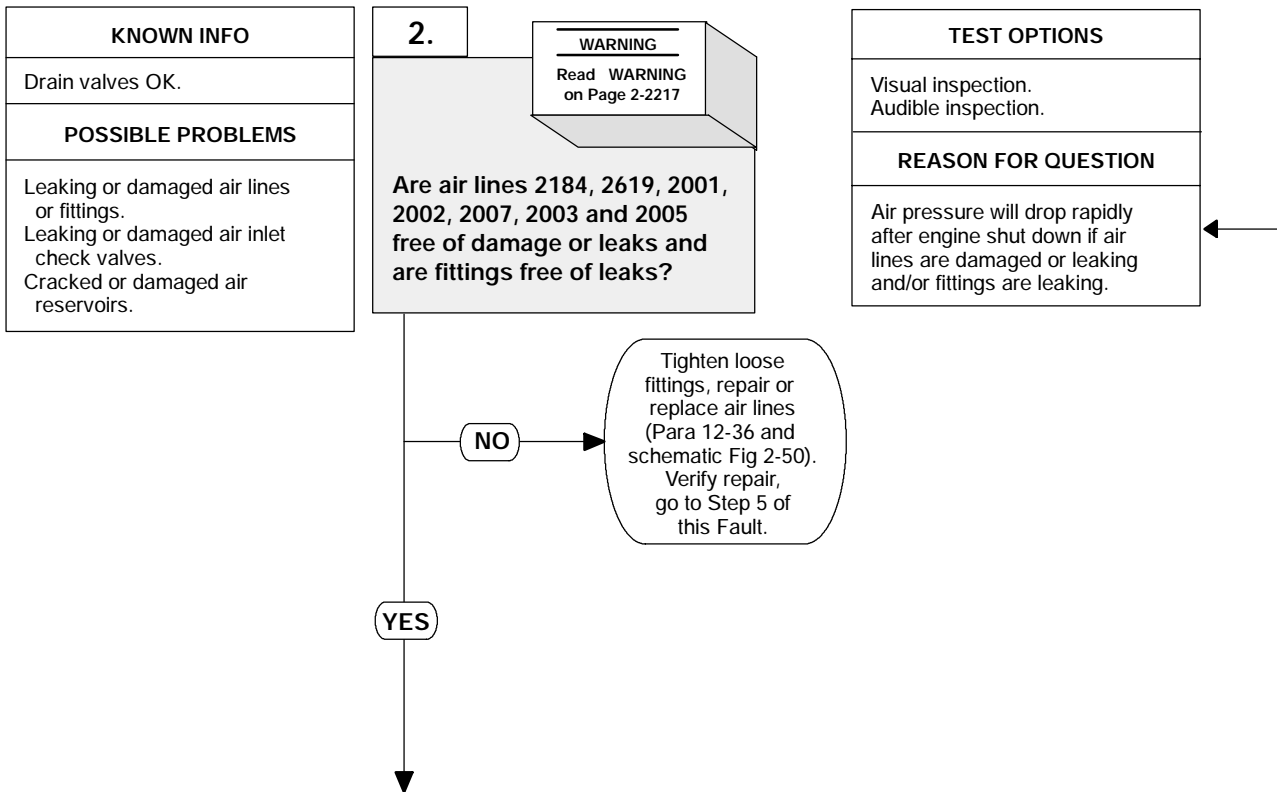 KNOWN INFO
Drain valves OK.
POSSIBLE PROBLEMS
Leaking or damaged air lines
or fittings.
Leaking or damaged air inlet
check valves.
Cracked or damaged air
reservoirs.
2.
WARNING
Read WARNING
on Page 2-2217
Are air lines 2184, 2619, 2001,
2002, 2007, 2003 and 2005
free of damage or leaks and
are fittings free of leaks?
TEST OPTIONS
Visual inspection.
Audible inspection.
REASON FOR QUESTION
Air pressure will drop rapidly
after engine shut down if air
lines are damaged or leaking
and/or fittings are leaking.
NO
Tighten loose
fittings, repair or
replace air lines
(Para 12-36 and
schematic Fig 2-50).
Verify repair,
go to Step 5 of
this Fault.
YES